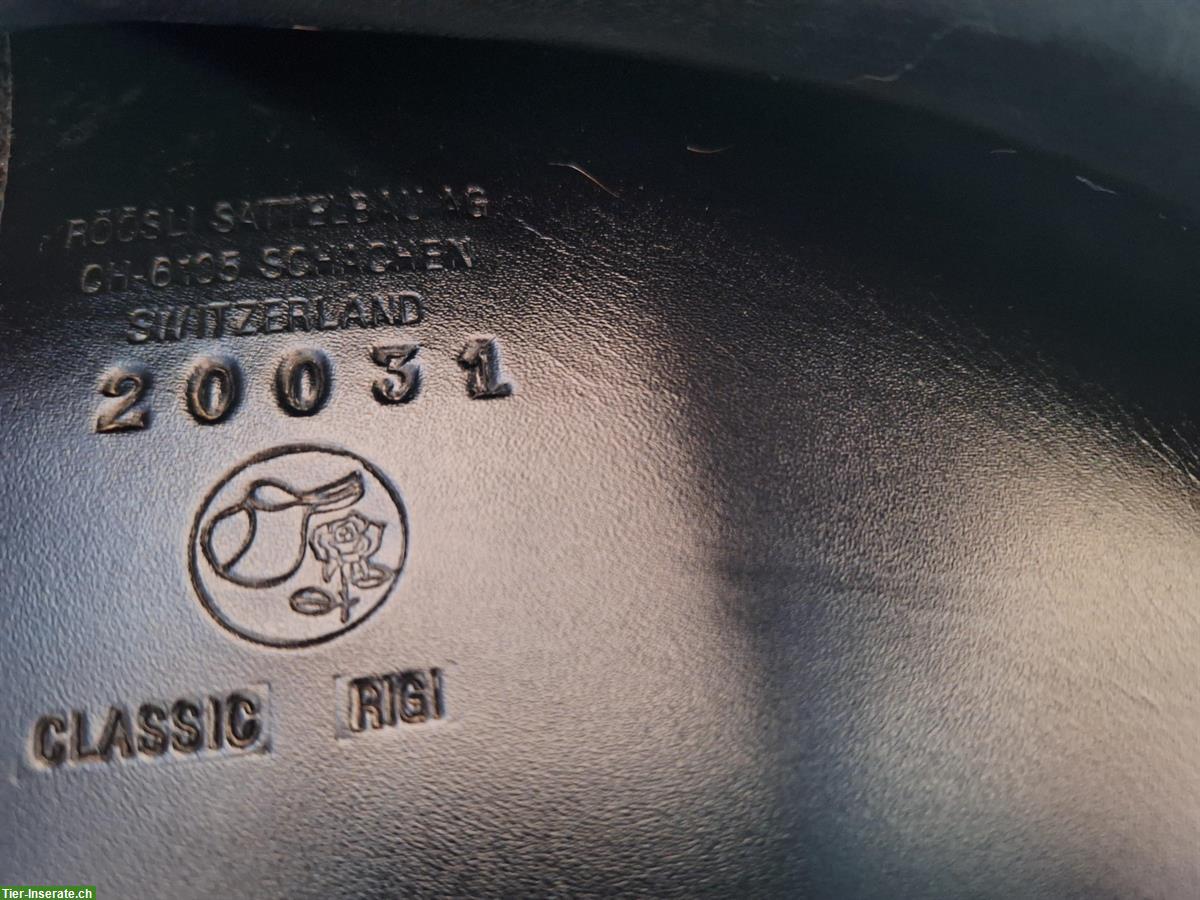 RÖÖSLI SATTELBAU AG
CH-6105 SCHACHEN
SWITZERLAND
20031
CLASSIC RIGI
Tier-Inserate.ch